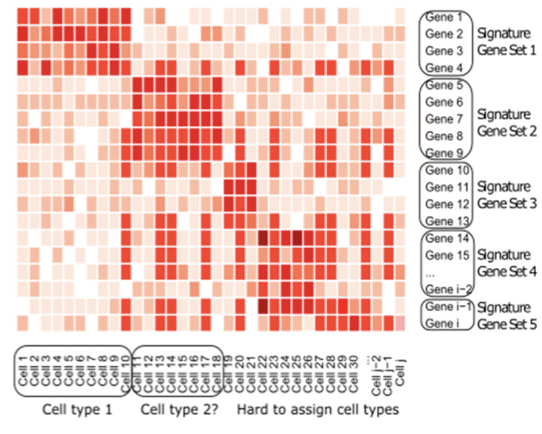 Gene 1
Gene 2
Gene 3
Gene 4
Signature
Gene Set 1
Gene 5
Gene 6
Gene 7
Gene 8
Gene 9
Signature
Gene Set 2
Gene 10
Gene 11
Gene 12
Gene 13
Signature
Gene Set 3
Gene 14
Gene 15
...
Gene i-2
Signature
Gene Set 4
Gene i-1
Gene i
Signature
Gene Set 5
Cell 1
Cell 2
Cell 3
Cell 4
Cell 5
Cell 6
Cell 7
Cell 8
Cell 9
Cell 10
Cell 11
Cell 12
Cell 13
Cell 14
Cell 15
Cell 16
Cell 17
Cell 18
Cell 19
Cell 20
Cell 21
Cell 22
Cell 23
Cell 24
Cell 25
Cell 26
Cell 27
Cell 28
Cell 29
Cell 30
...
Cell j-2
Cell j-1
Cell j
Cell type 1
Cell type 2?
Hard to assign cell types